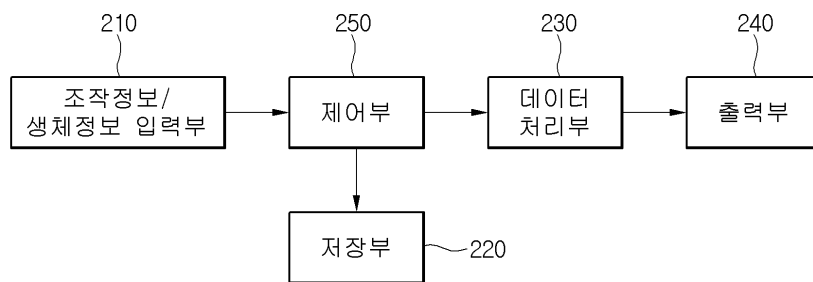 210
250
230
240
조작정보/
생체정보 입력부
제어부
데이터
처리부
출력부
저장부
220